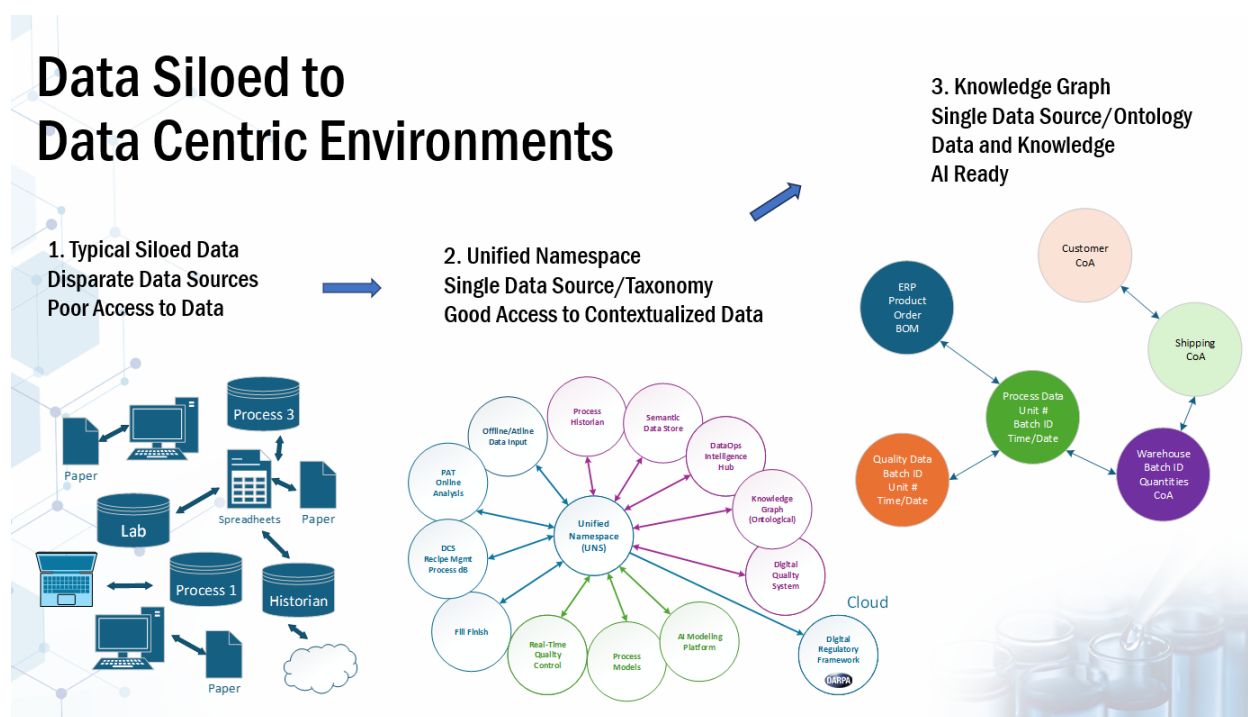 Data Siloed to
Data Centric Environments
1. Typical Siloed Data
Disparate Data Sources
Poor Access to Data
2. Unified Namespace
Single Data Source/Taxonomy
Good Access to Contextualized Data
3. Knowledge Graph
Single Data Source/Ontology
Data and Knowledge
AI Ready
Paper
Process 3
Lab
Spreadheets
Paper
Process 1
Historian
Paper
Offline/Atline
Data Input
Process
Historian
Semantic
Data Store
DataOps
Intelligence
Hub
PAT
Online
Analysis
Knowledge
Graph
(Ontological)
Unified
Namespace
(UNS)
DCS
Recipe Mgmt
Process dB
Digital
Quality
System
Fill Finish
Real-Time
Quality
Control
Process
Models
AI Modeling
Platform
Cloud
Digital
Regulatory
Framework
DARPA
Customer
CoA
ERP
Product
Order
BOM
Shipping
CoA
Process Data
Unit #
Batch ID
Time/Date
Quality Data
Batch ID
Unit #
Time/Date
Warehouse
Batch ID
Quantities
CoA